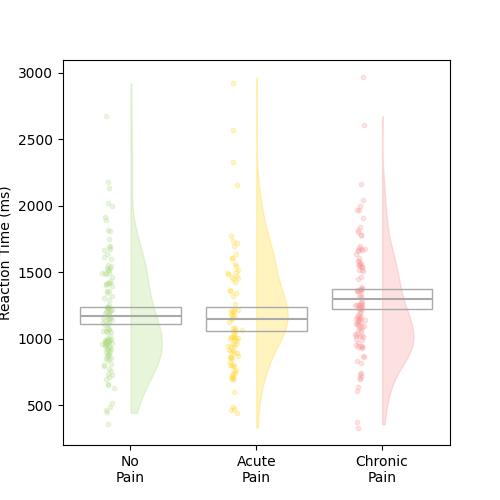 3000
2500
2000
1500
1000
500
Reaction Time (ms)
No
Pain
Acute
Pain
Chronic
Pain